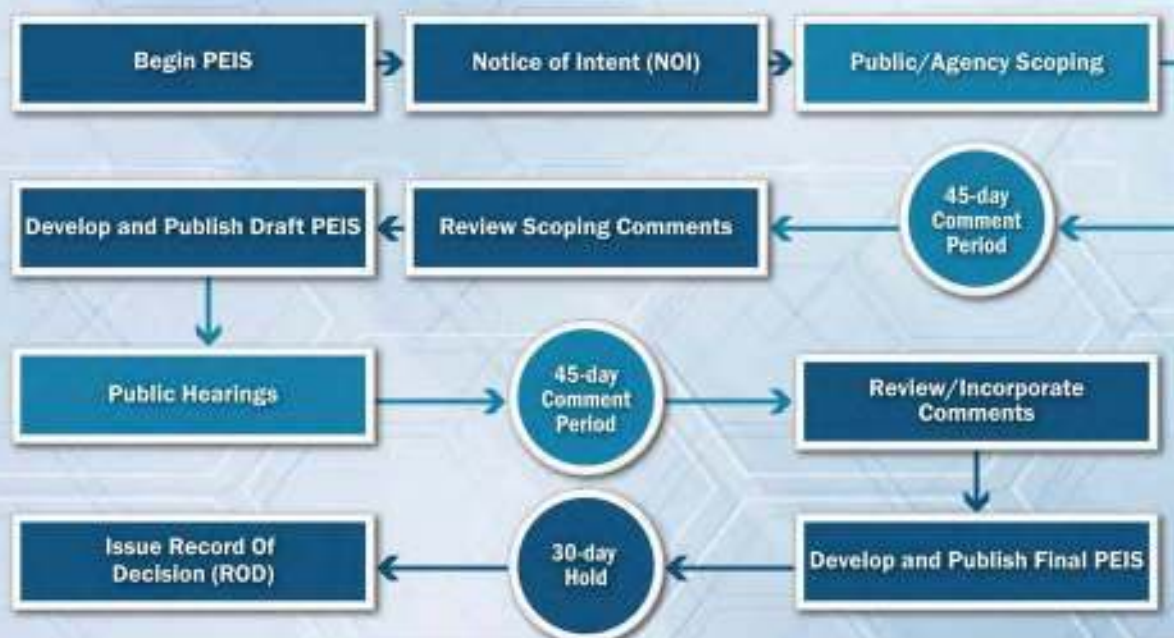 Begin PEIS
Notice of Intent (NOI)
Public/Agency Scoping
45-day
Comment
Period
Review Scoping Comments
Develop and Publish Draft PEIS
Public Hearings
45-day
Comment
Period
Review/Incorporate
Comments
Develop and Publish Final PEIS
30-day
Hold
Issue Record Of
Decision (ROD)